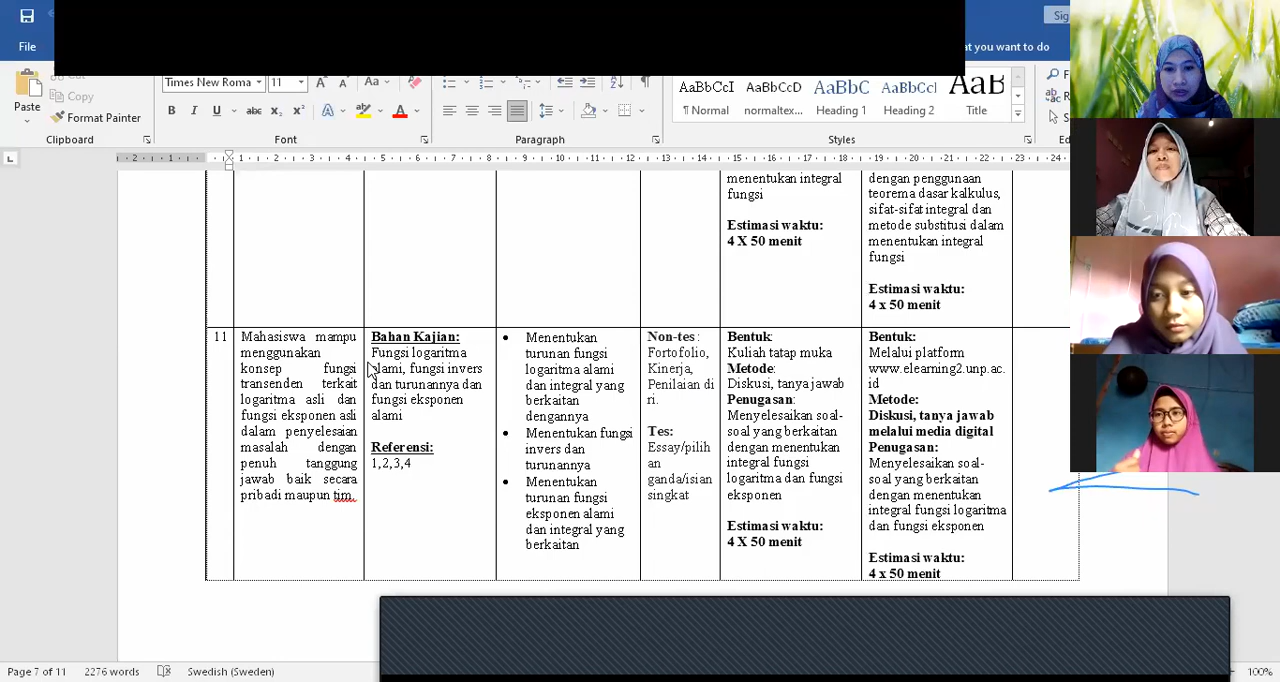 Sig
File
at you want to do
Cut
Copy
Paste
Format Painter
Clipboard
Times New Roma
11
Font
Paragraph
AaBbCcI
AaBbCcD
AaBbC
AaBbCcI
AaB
¶ Normal
normaltex...
Heading 1
Heading 2
Title
Styles
menentukan integral
fungsi
Estimasi waktu:
4 X 50 menit
dengan penggunaan
teorema dasar kalkulus,
sifat-sifat integral dan
metode substitusi dalam
menentukan integral
fungsi
Estimasi waktu:
4 x 50 menit
11
Mahasiswa mampu
menggunakan
konsep fungsi
transenden terkait
logaritma asli dan
fungsi eksponen asli
dalam penyelesaian
masalah dengan
penuh tanggung
jawab baik secara
pribadi maupun tim.
Bahan Kajian:
Fungsi logaritma
alami, fungsi invers
dan turunannya dan
fungsi eksponen
alami
Referensi:
1,2,3,4
• Menentukan
turunan fungsi
logaritma alami
dan integral yang
berkaitan
dengannya
• Menentukan fungsi
invers dan
turunannya
• Menentukan
turunan fungsi
eksponen alami
dan integral yang
berkaitan
Non-tes :
Fortofolio,
Kinerja,
Penilaian di
ri.
Tes:
Essay/pilih
an
ganda/isian
singkat
Bentuk:
Kuliah tatap muka
Metode:
Diskusi, tanya jawab
Penugasan:
Menyelesaikan soal-
soal yang berkaitan
dengan menentukan
integral fungsi
logaritma dan fungsi
eksponen
Estimasi waktu:
4 X 50 menit
Bentuk:
Melalui platform
www.elearning2.unp.ac.
id
Metode:
Diskusi, tanya jawab
melalui media digital
Penugasan:
Menyelesaikan soal-
soal yang berkaitan
dengan menentukan
integral fungsi logaritma
dan fungsi eksponen
Estimasi waktu:
4 x 50 menit
Page 7 of 11
2276 words
Swedish (Sweden)
100%